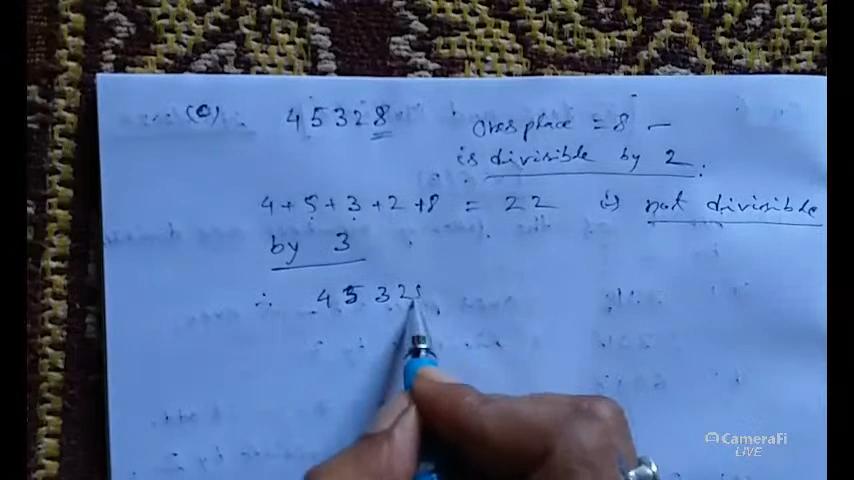 (c) 45328 ones place = 8 –
is divisible by 2.
4+5+3+2+8 = 22 is not divisible
by 3
∴ 4532
CameraFi
LIVE